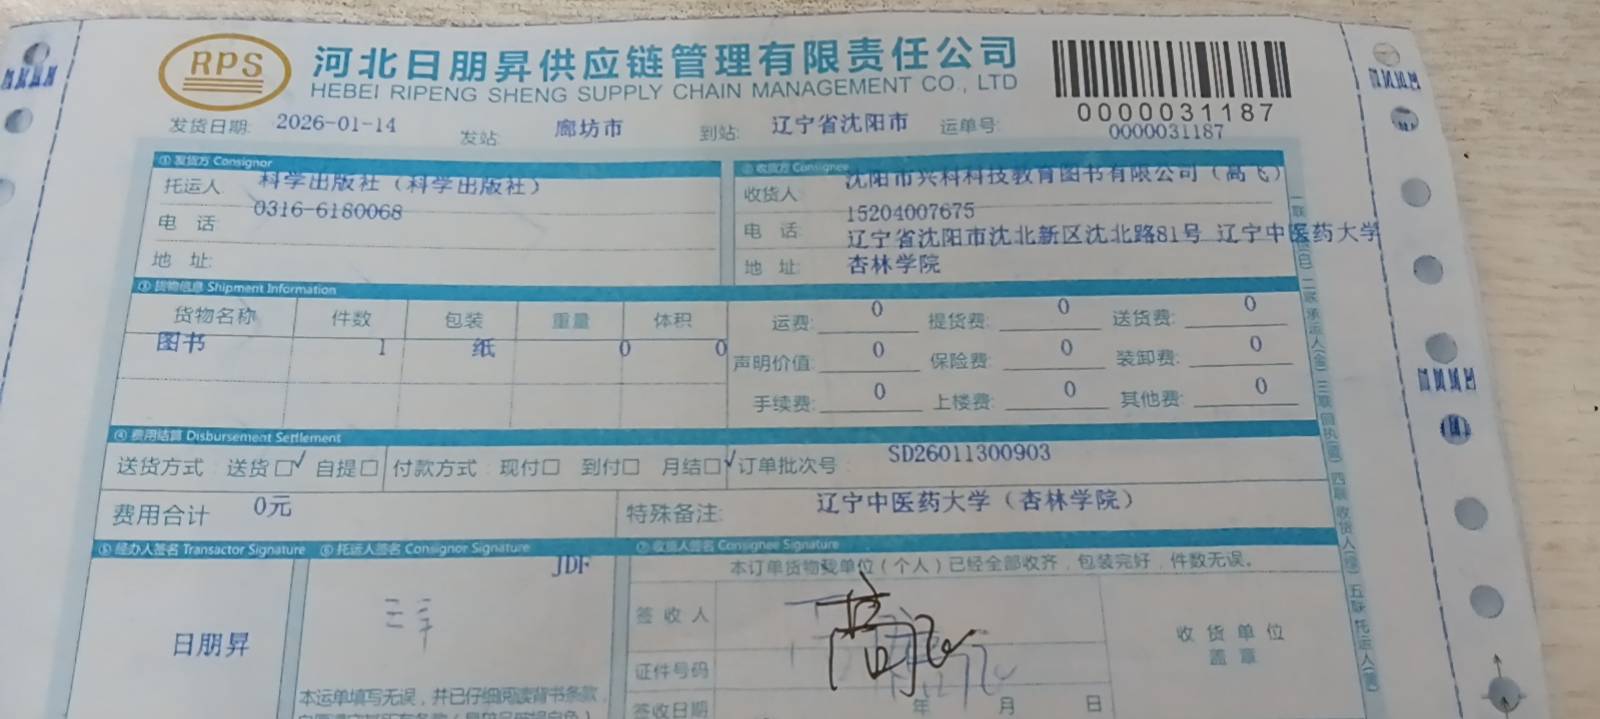 RPS 河北日朋昇供应链管理有限责任公司
HEBEI RIPENG SHENG SUPPLY CHAIN MANAGEMENT CO., LTD
0000031187
发货日期: 2026-01-14 发站: 廊坊市 到站: 辽宁省沈阳市 运单号: 0000031187
① 发货方 Consignor
托运人: 科学出版社（科学出版社）
电 话: 0316-6180068
地 址:
② 收货方 Consignee
收货人: 沈阳市兴科科技教育图书有限公司（高飞）
电 话: 15204007675
地 址: 辽宁省沈阳市沈北新区沈北路81号 辽宁中医药大学
杏林学院
③ 货物信息 Shipment Information
货物名称 件数 包装 重量 体积
图书 1 纸 0 0
运费: 0 提货费: 0 送货费: 0
声明价值: 0 保险费: 0 装卸费: 0
手续费: 0 上楼费: 0 其他费: 0
④ 费用结算 Disbursement Settlement
送货方式: 送货□√ 自提□ 付款方式: 现付□ 到付□ 月结□√ 订单批次号: SD26011300903
费用合计 0元 特殊备注: 辽宁中医药大学（杏林学院）
⑤ 经办人签名 Transactor Signature
日朋昇
⑥ 托运人签名 Consignor Signature
JDF
本运单填写无误，并已仔细阅读背书条款，
⑦ 收货人签名 Consignee Signature
本订单货物载单位（个人）已经全部收齐，包装完好，件数无误。
签 收 人 高飞
证件号码
签收日期 年 月 日
收 货 单 位
盖 章